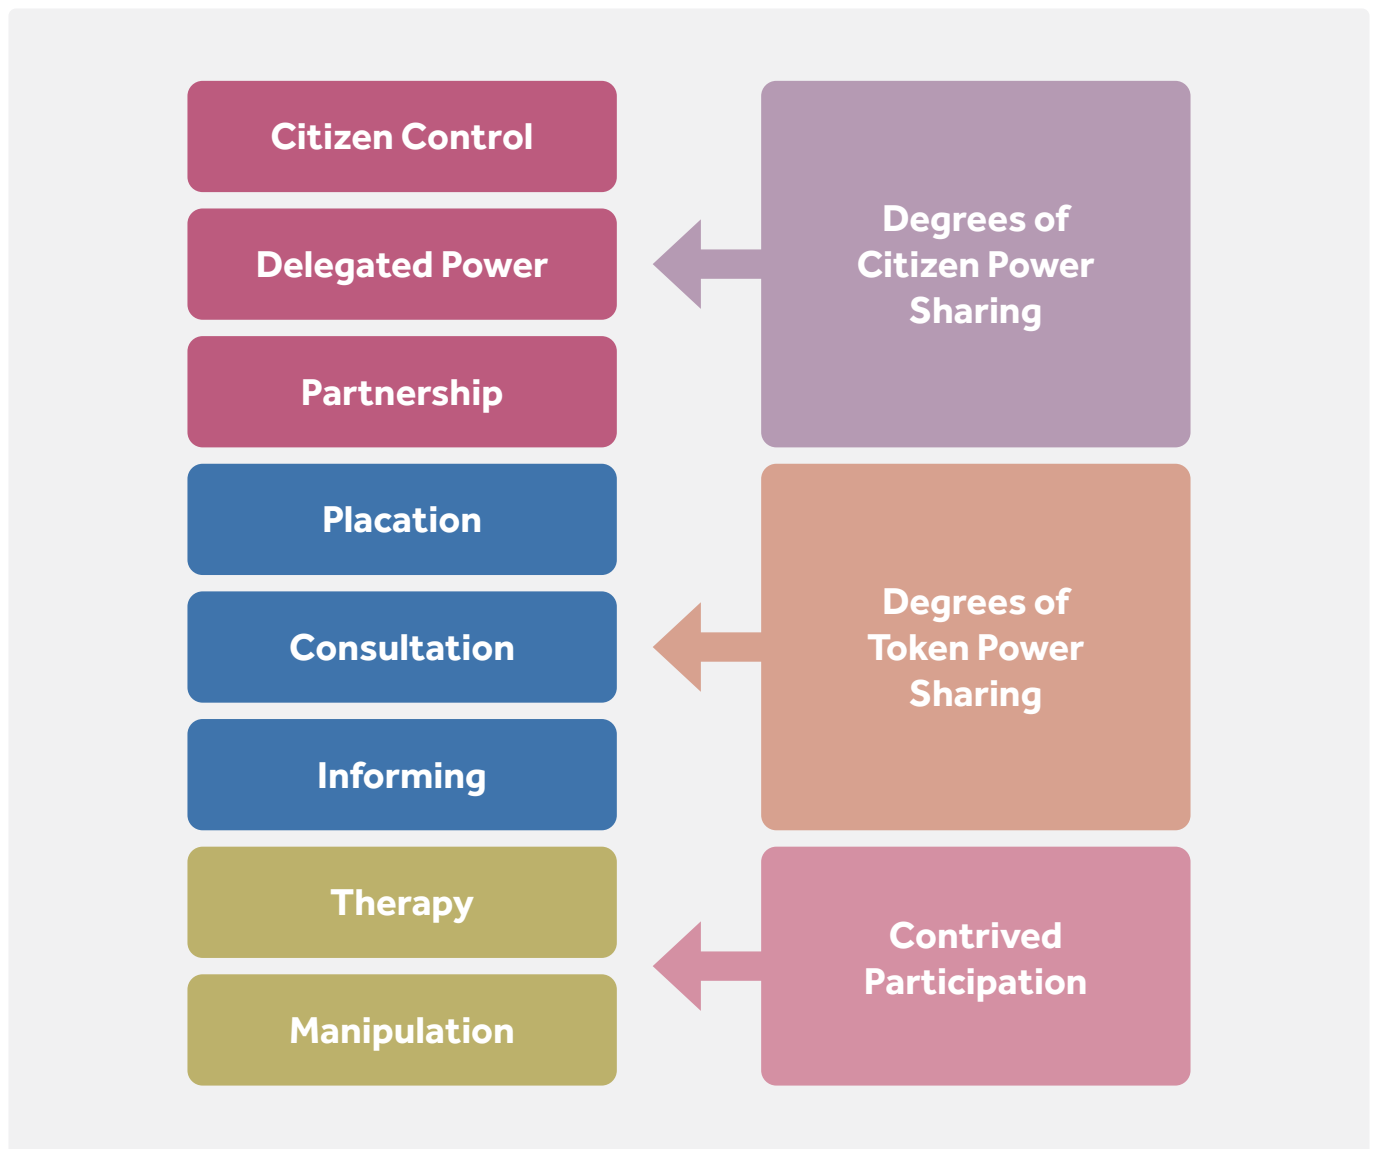 Citizen Control
Delegated Power
Partnership
Degrees of
Citizen Power
Sharing
Placation
Consultation
Informing
Degrees of
Token Power
Sharing
Therapy
Manipulation
Contrived
Participation